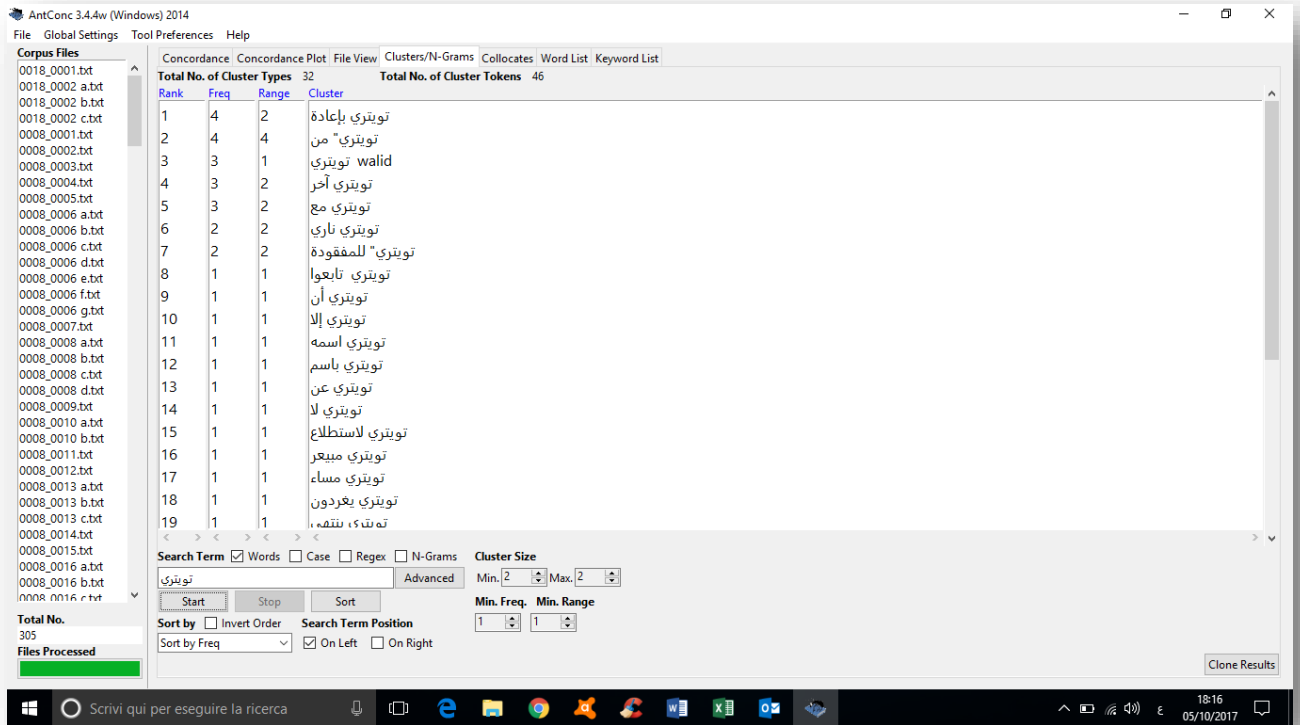 AntConc 3.4.4w (Windows) 2014
File Global Settings Tool Preferences Help
Corpus Files
0018_0001.txt
0018_0002 a.txt
0018_0002 b.txt
0018_0002 c.txt
0008_0001.txt
0008_0002.txt
0008_0003.txt
0008_0004.txt
0008_0005.txt
0008_0006 a.txt
0008_0006 b.txt
0008_0006 c.txt
0008_0006 d.txt
0008_0006 e.txt
0008_0006 f.txt
0008_0006 g.txt
0008_0007.txt
0008_0008 a.txt
0008_0008 b.txt
0008_0008 c.txt
0008_0008 d.txt
0008_0009.txt
0008_0010 a.txt
0008_0010 b.txt
0008_0011.txt
0008_0012.txt
0008_0013 a.txt
0008_0013 b.txt
0008_0013 c.txt
0008_0014.txt
0008_0015.txt
0008_0016 a.txt
0008_0016 b.txt
0008_0016 c.txt
Total No.
305
Files Processed
Concordance Concordance Plot File View Clusters/N-Grams Collocates Word List Keyword List
Total No. of Cluster Types 32 Total No. of Cluster Tokens 46
Rank Freq Range Cluster
1 4 2 تويتري بإعادة
2 4 4 تويتري" من
3 3 1 تويتري walid
4 3 2 تويتري آخر
5 3 2 تويتري مع
6 2 2 تويتري ناري
7 2 2 تويتري" للمفقودة
8 1 1 تويتري تابعوا
9 1 1 تويتري أن
10 1 1 تويتري إلا
11 1 1 تويتري اسمه
12 1 1 تويتري باسم
13 1 1 تويتري عن
14 1 1 تويتري لا
15 1 1 تويتري لاستطلاع
16 1 1 تويتري مبيعر
17 1 1 تويتري مساء
18 1 1 تويتري يغردون
19 1 1 تويتري ينتهي
Search Term Words Case Regex N-Grams Cluster Size
تويتري Advanced Min. 2 Max. 2
Start Stop Sort Min. Freq. Min. Range
Sort by Invert Order Search Term Position 1 1
Sort by Freq On Left On Right
Clone Results
Scrivi qui per eseguire la ricerca
ع
18:16
05/10/2017